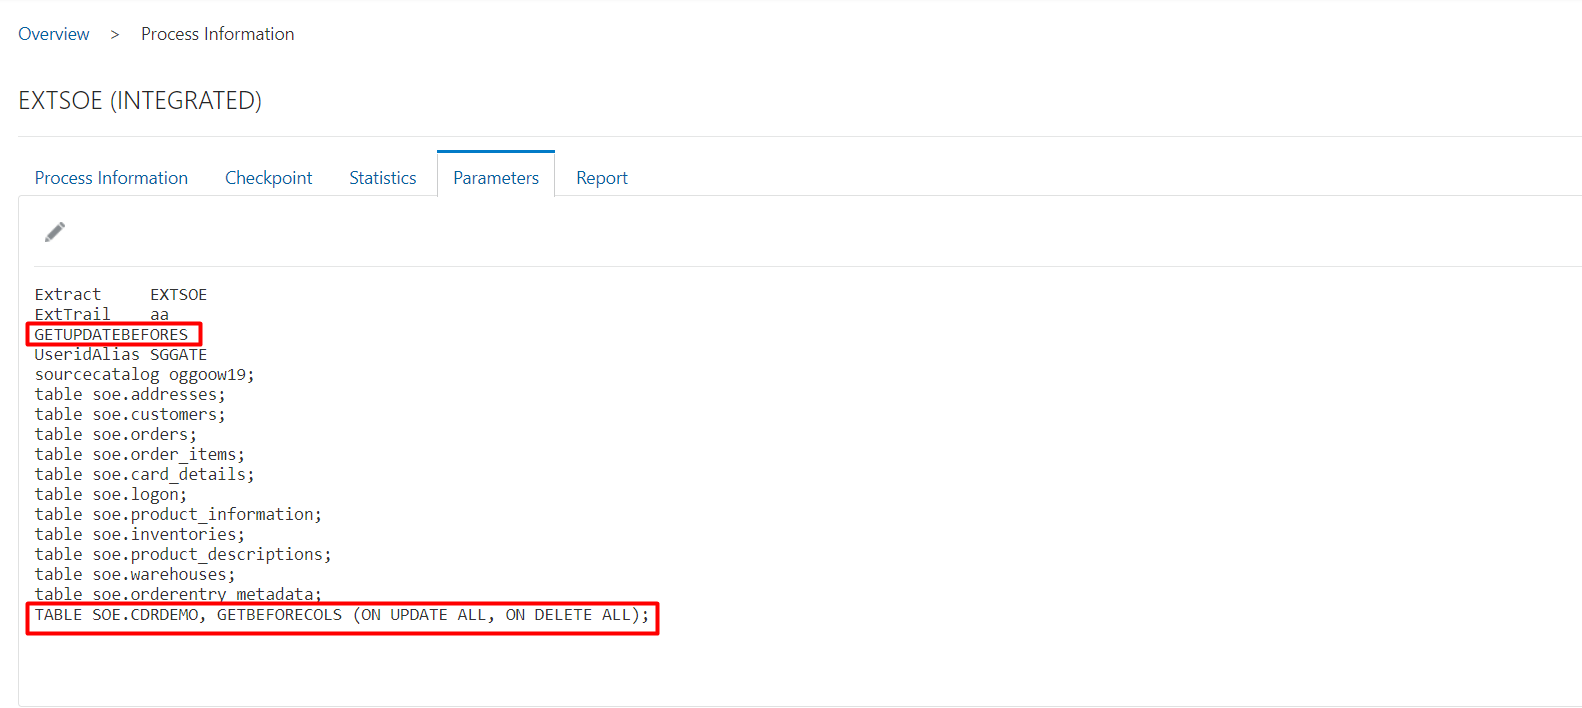 Overview > Process Information
EXTSOE (INTEGRATED)
Process Information Checkpoint Statistics Parameters Report
Extract EXTSOE
ExtTrail aa
GETUPDATEBEFORES
UseridAlias SGGATE
sourcecatalog oggoow19;
table soe.addresses;
table soe.customers;
table soe.orders;
table soe.order_items;
table soe.card_details;
table soe.logon;
table soe.product_information;
table soe.inventories;
table soe.product_descriptions;
table soe.warehouses;
table soe.orderentry_metadata;
TABLE SOE.CDRDEMO, GETBEFORECOLS (ON UPDATE ALL, ON DELETE ALL);